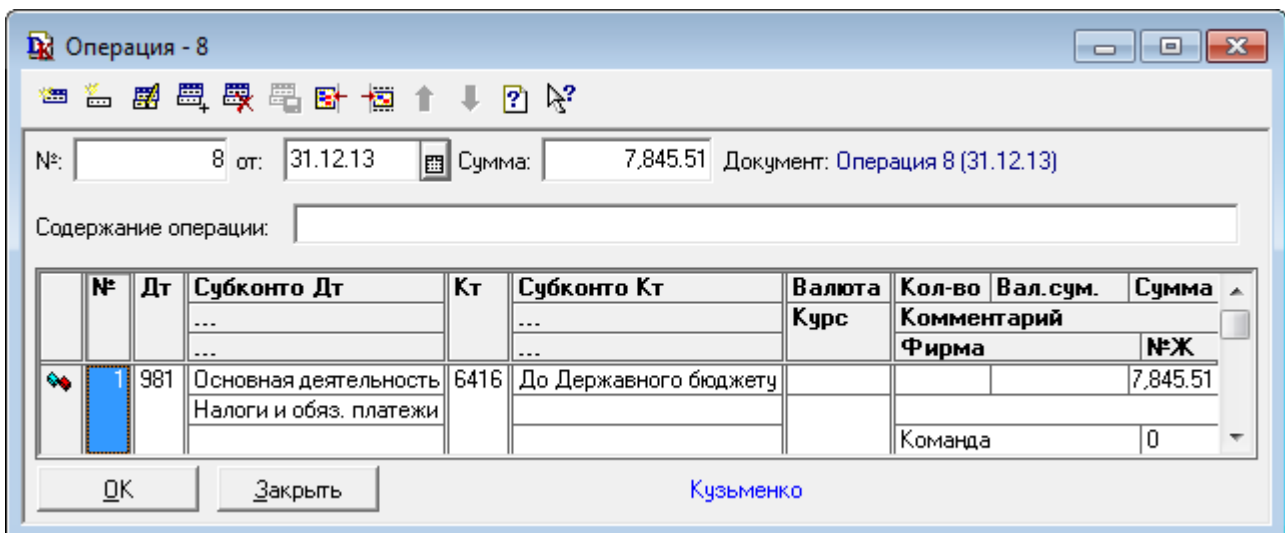 Операция - 8
№: 8 от: 31.12.13 Сумма: 7,845.51 Документ: Операция 8 (31.12.13)
Содержание операции:
№ Дт Субконто Дт Кт Субконто Кт Валюта Кол-во Вал.сум. Сумма
... ... Курс Комментарий
... ... Фирма №Ж
1 981 Основная деятельность 6416 До Державного бюджету 7,845.51
Налоги и обяз. платежи
Команда 0
OK Закрыть Кузьменко